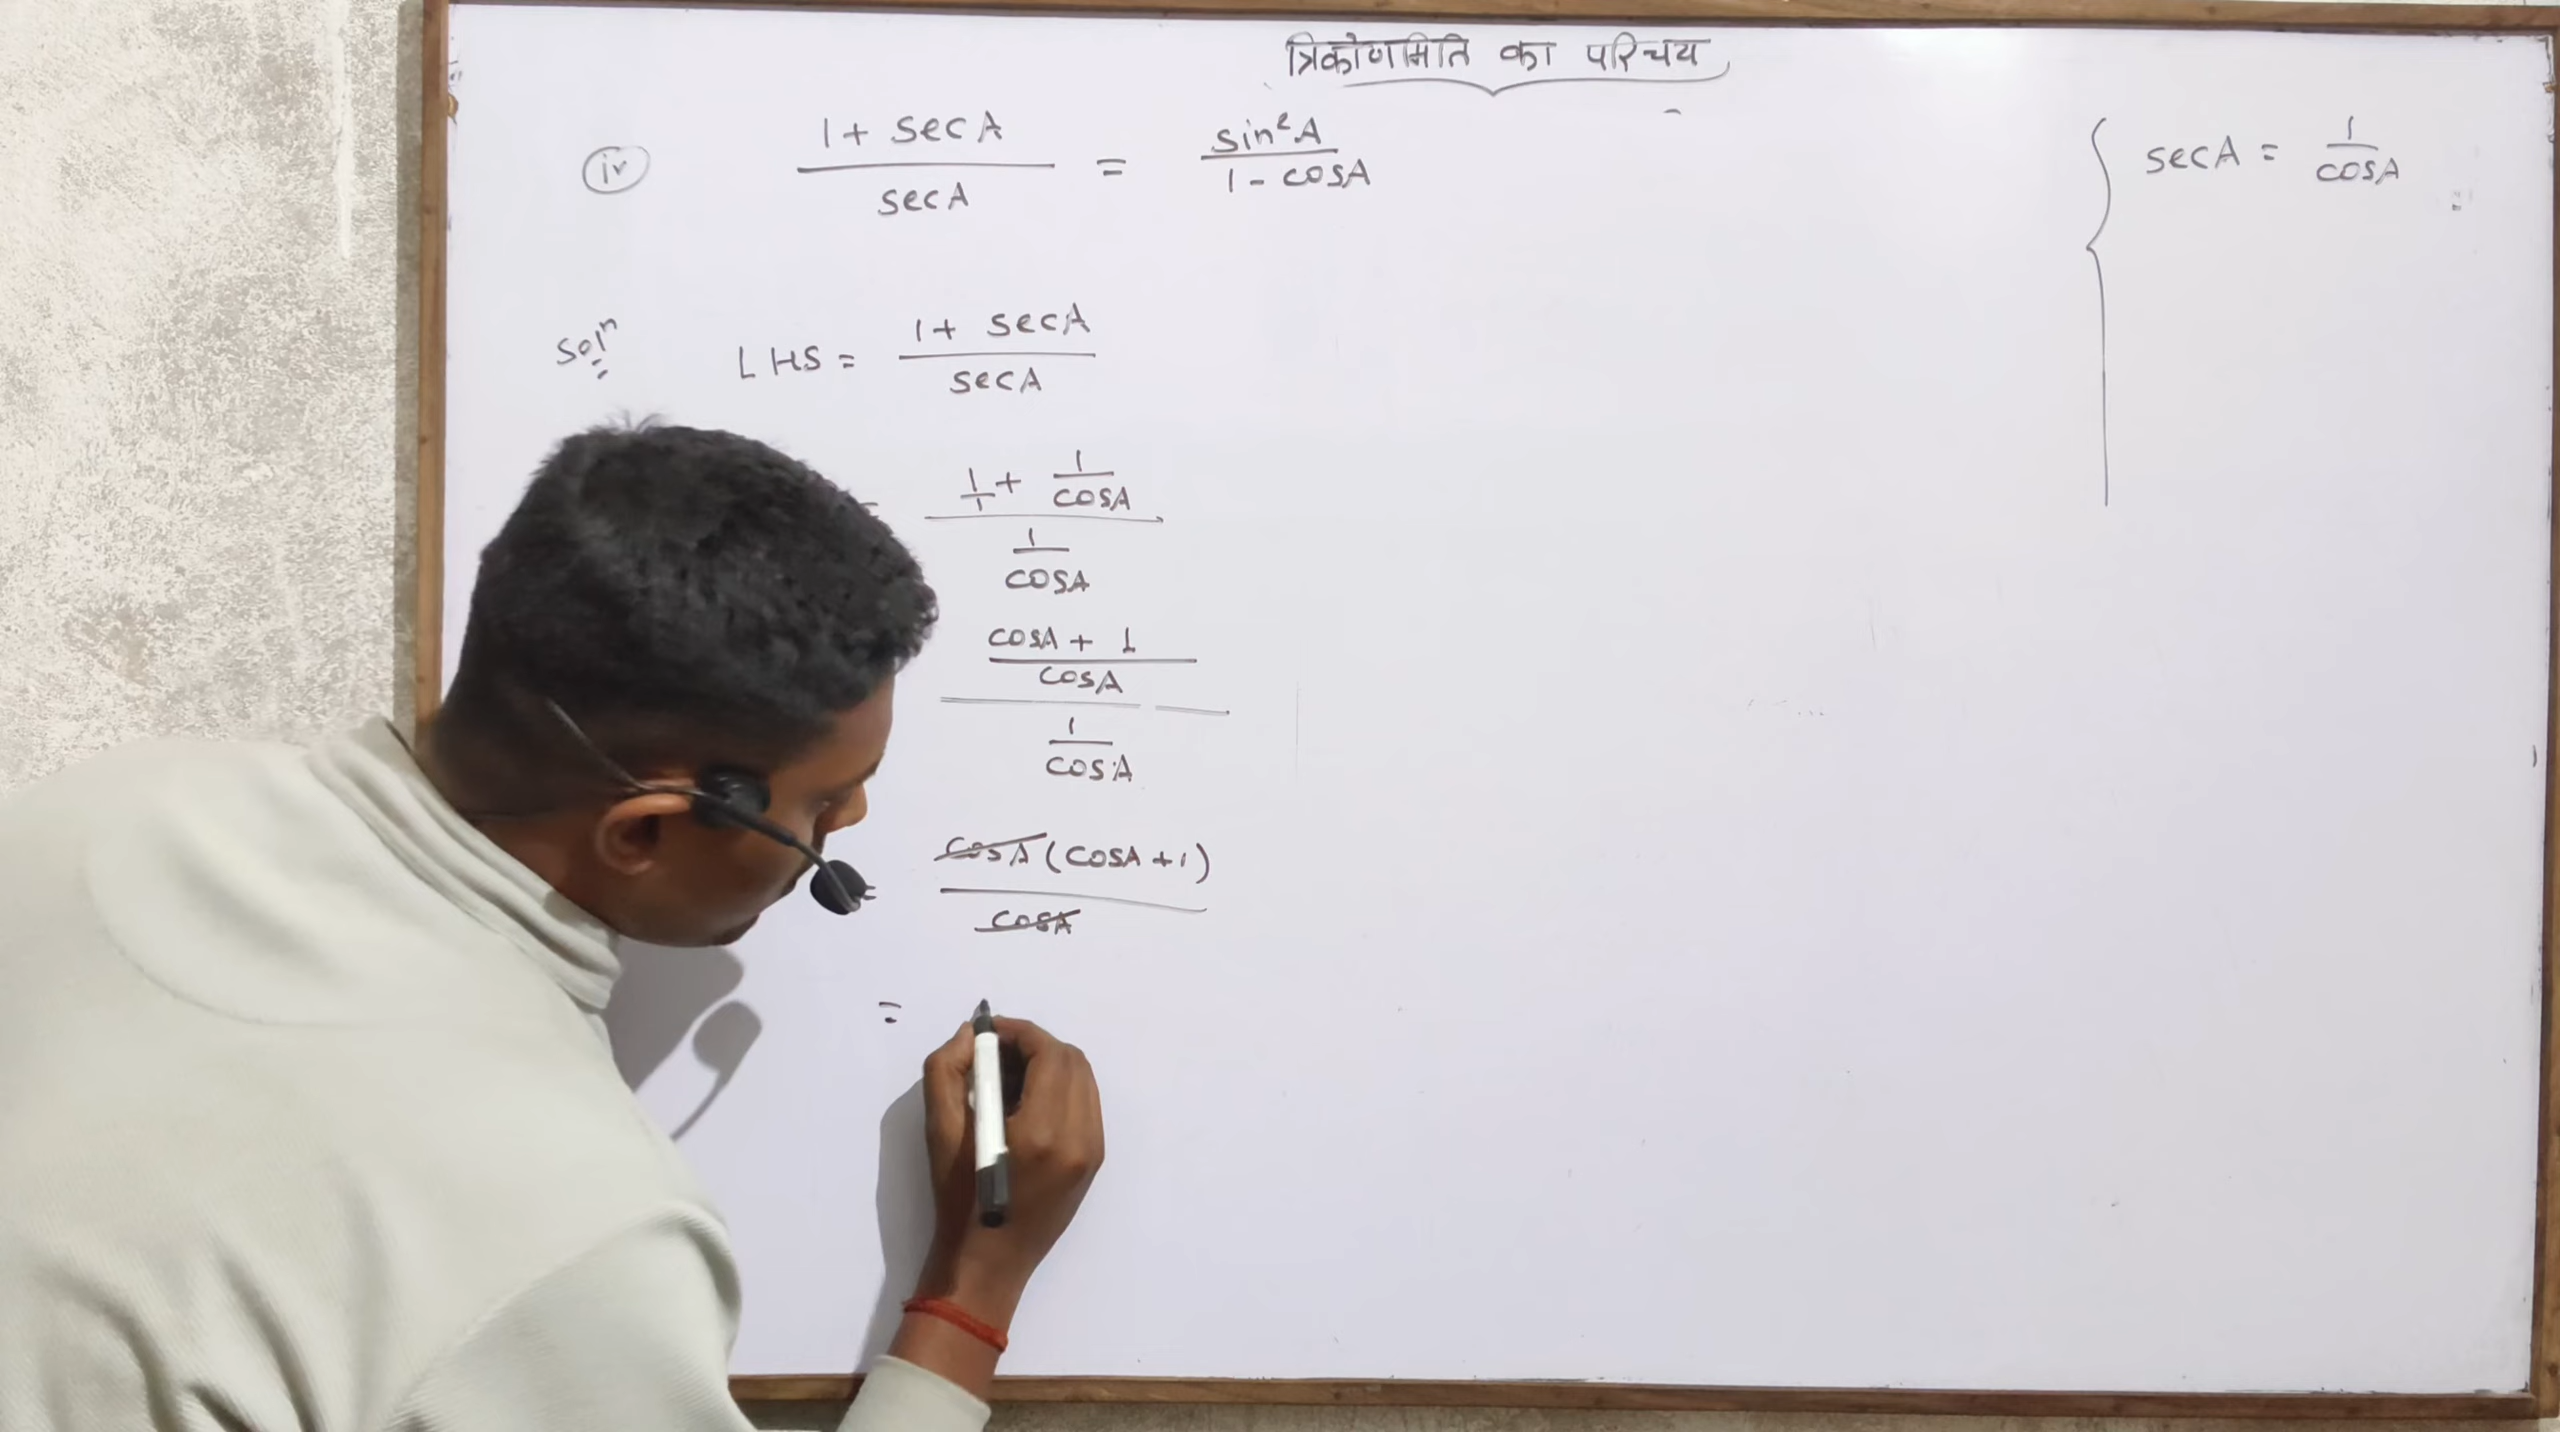 त्रिकोणमिति का परिचय
(iv) (1 + secA)/(secA) = (sin²A)/(1 - cosA)
secA = 1/(cosA)
Solⁿ LHS = (1 + secA)/(secA)
= (1/1 + 1/(cosA))/(1/(cosA))
((cosA + 1)/(cosA))/(1/(cosA))
= (cosA(cosA + 1))/(cosA)
=